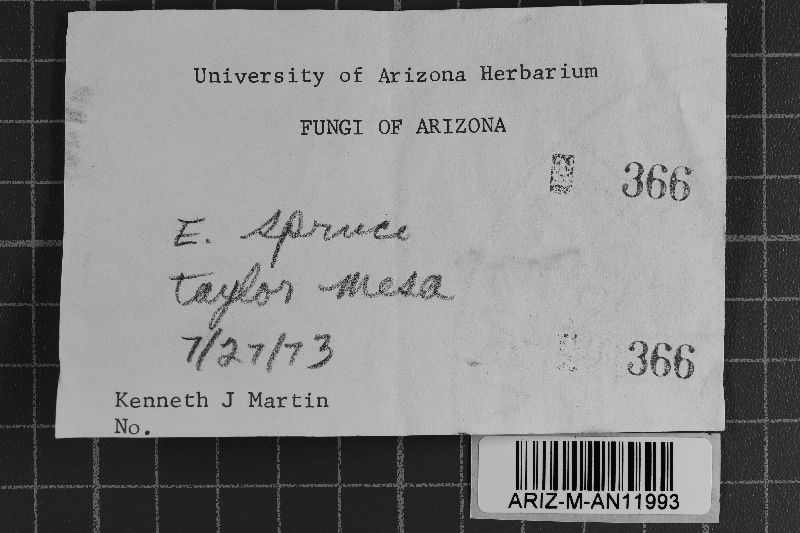 University of Arizona Herbarium
FUNGI OF ARIZONA
366
E. spruce
taylor mesa
7/27/73
366
Kenneth J Martin
No.
ARIZ-M-AN11993